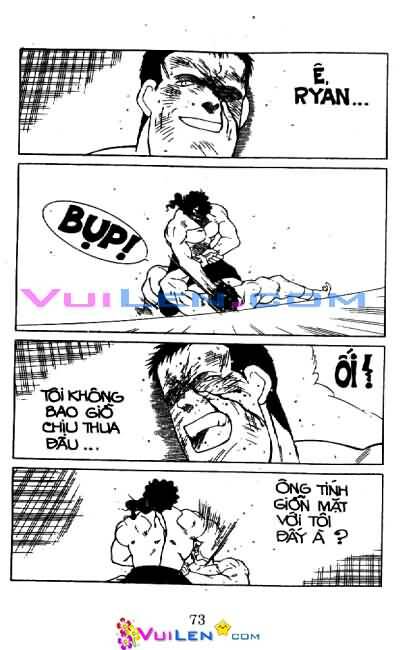 Ê,
RYAN...
BỤP!
VUILEN.COM
ỐI!
TÔI KHÔNG
BAO GIỜ
CHỊU THUA
ĐÂU...
ÔNG TÍNH
GIỠN MẶT
VỚI TÔI
ĐẤY À?
73
VUILEN.COM